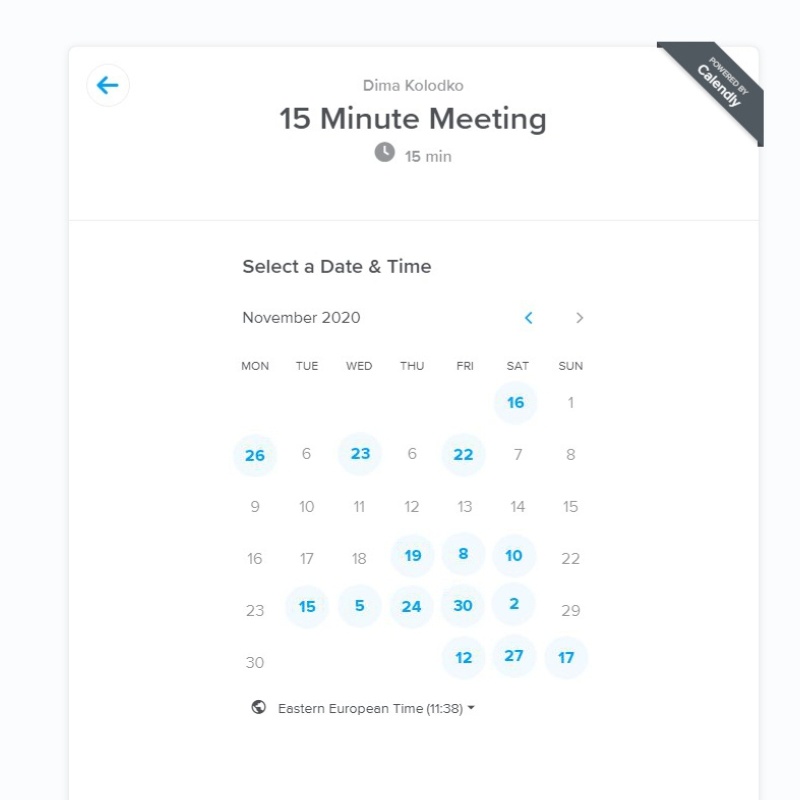 POWERED BY
Calendly
Dima Kolodko
15 Minute Meeting
15 min
Select a Date & Time
November 2020
MON TUE WED THU FRI SAT SUN
16 1
26 6 23 6 22 7 8
9 10 11 12 13 14 15
16 17 18 19 8 10 22
23 15 5 24 30 2 29
30 12 27 17
Eastern European Time (11:38)